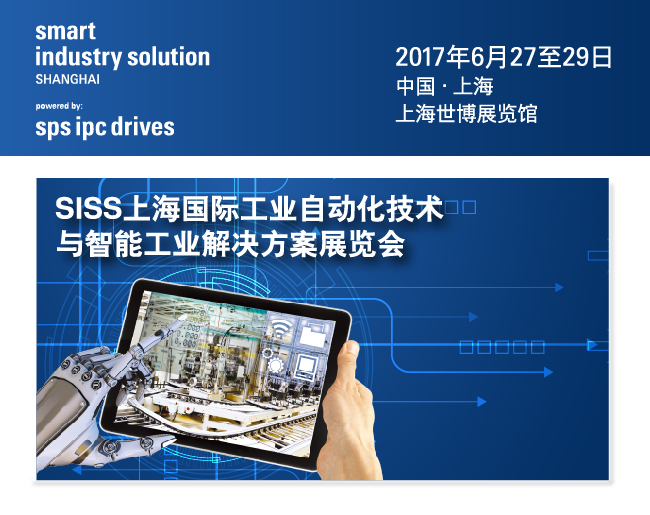 smart
industry solution
SHANGHAI
powered by:
sps ipc drives
2017年6月27至29日
中国·上海
上海世博展览馆
SISS上海国际工业自动化技术
与智能工业解决方案展览会